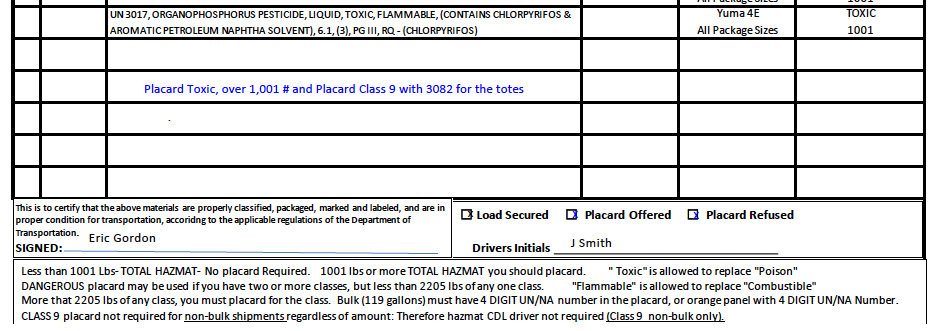 All Package Sizes 1001
UN 3017, ORGANOPHOSPHORUS PESTICIDE, LIQUID, TOXIC, FLAMMABLE, (CONTAINS CHLORPYRIFOS & Yuma 4E TOXIC
AROMATIC PETROLEUM NAPHTHA SOLVENT), 6.1, (3), PG III, RQ - (CHLORPYRIFOS) All Package Sizes 1001
Placard Toxic, over 1,001 # and Placard Class 9 with 3082 for the totes
.
This is to certify that the above materials are properly classified, packaged, marked and labeled, and are in
proper condition for transportation, accoriding to the applicable regulations of the Department of
Transportation.
SIGNED: Eric Gordon
X Load Secured X Placard Offered X Placard Refused
Drivers Initials J Smith
Less than 1001 Lbs- TOTAL HAZMAT- No placard Required. 1001 lbs or more TOTAL HAZMAT you should placard. " Toxic" is allowed to replace "Poison"
DANGEROUS placard may be used if you have two or more classes, but less than 2205 lbs of any one class. "Flammable" is allowed to replace "Combustible"
More that 2205 lbs of any class, you must placard for the class. Bulk (119 gallons) must have 4 DIGIT UN/NA number in the placard, or orange panel with 4 DIGIT UN/NA Number.
CLASS 9 placard not required for non-bulk shipments regardless of amount: Therefore hazmat CDL driver not required (Class 9 non-bulk only).